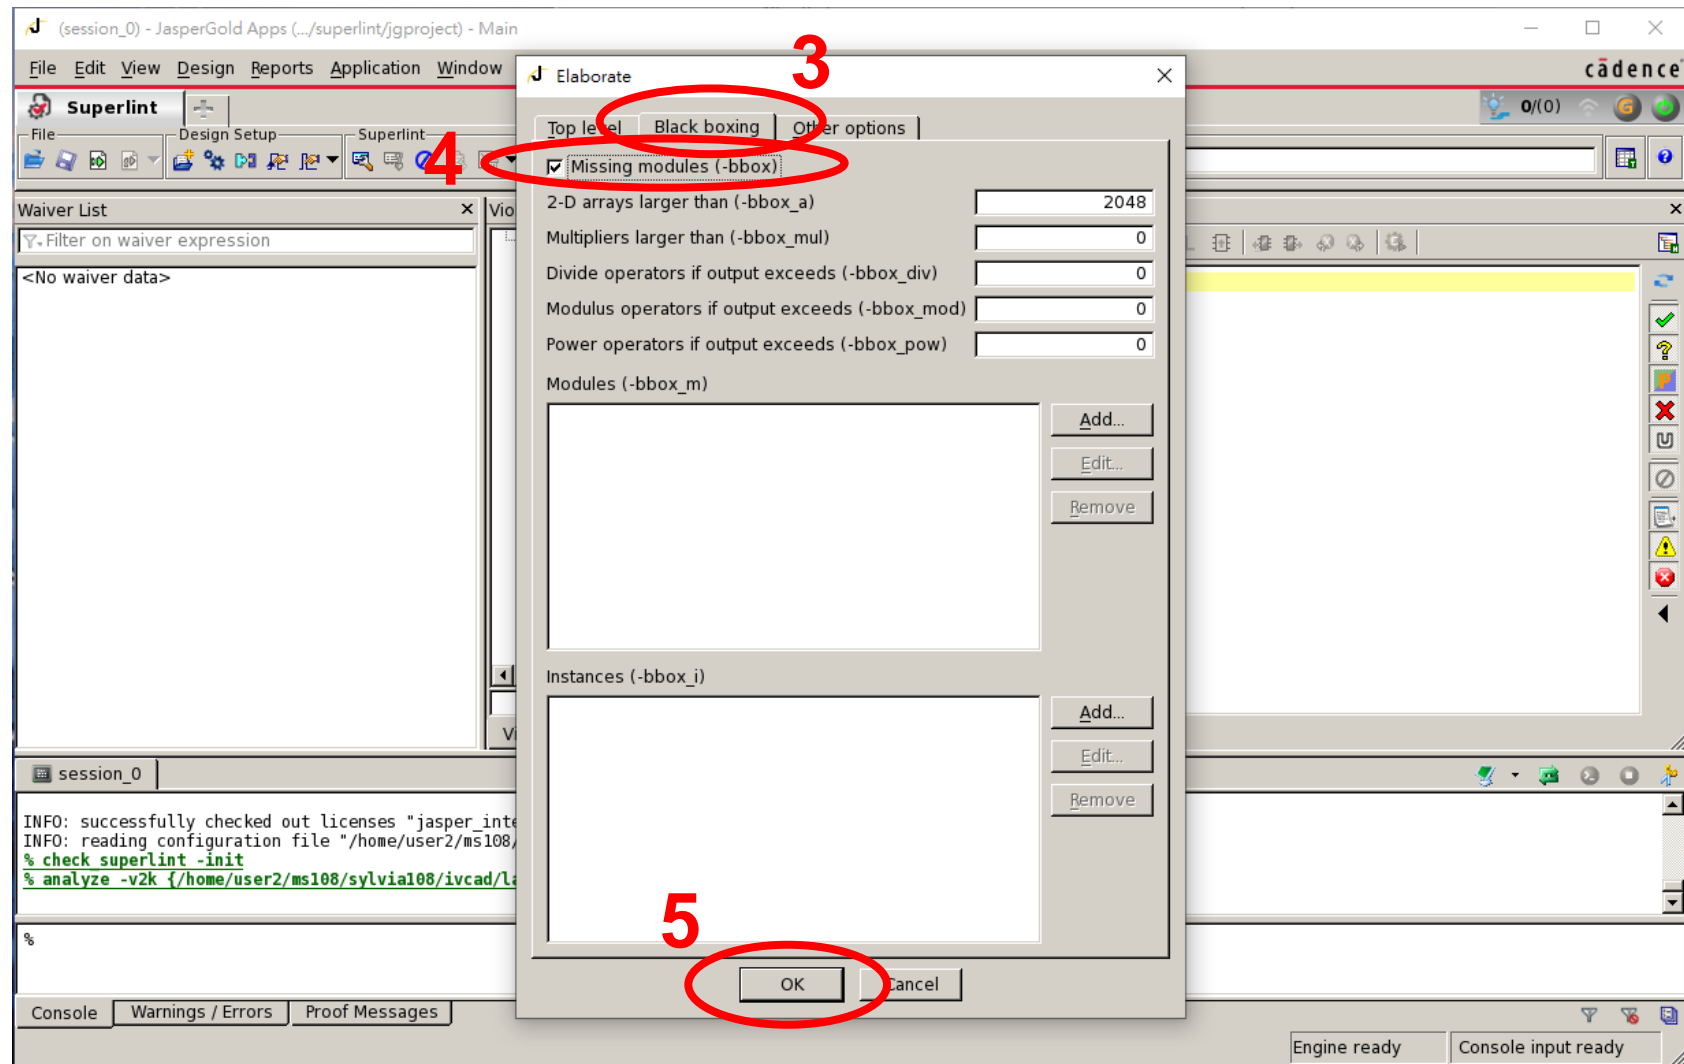 (session_0) - JasperGold Apps (.../superlint/jgproject) - Main
File Edit View Design Reports Application Window
cādence
Superlint
0/(0)
File
Design Setup
Superlint
Waiver List
Vio
Filter on waiver expression
<No waiver data>
Vi
3
Elaborate
Top level
Black boxing
Other options
4
Missing modules (-bbox)
2-D arrays larger than (-bbox_a) 2048
Multipliers larger than (-bbox_mul) 0
Divide operators if output exceeds (-bbox_div) 0
Modulus operators if output exceeds (-bbox_mod) 0
Power operators if output exceeds (-bbox_pow) 0
Modules (-bbox_m)
Add...
Edit...
Remove
Instances (-bbox_i)
Add...
Edit...
Remove
5
OK
Cancel
session_0
INFO: successfully checked out licenses "jasper_inte
INFO: reading configuration file "/home/user2/ms108/
% check_superlint -init
% analyze -v2k {/home/user2/ms108/sylvia108/ivcad/la
%
Console
Warnings / Errors
Proof Messages
Engine ready
Console input ready